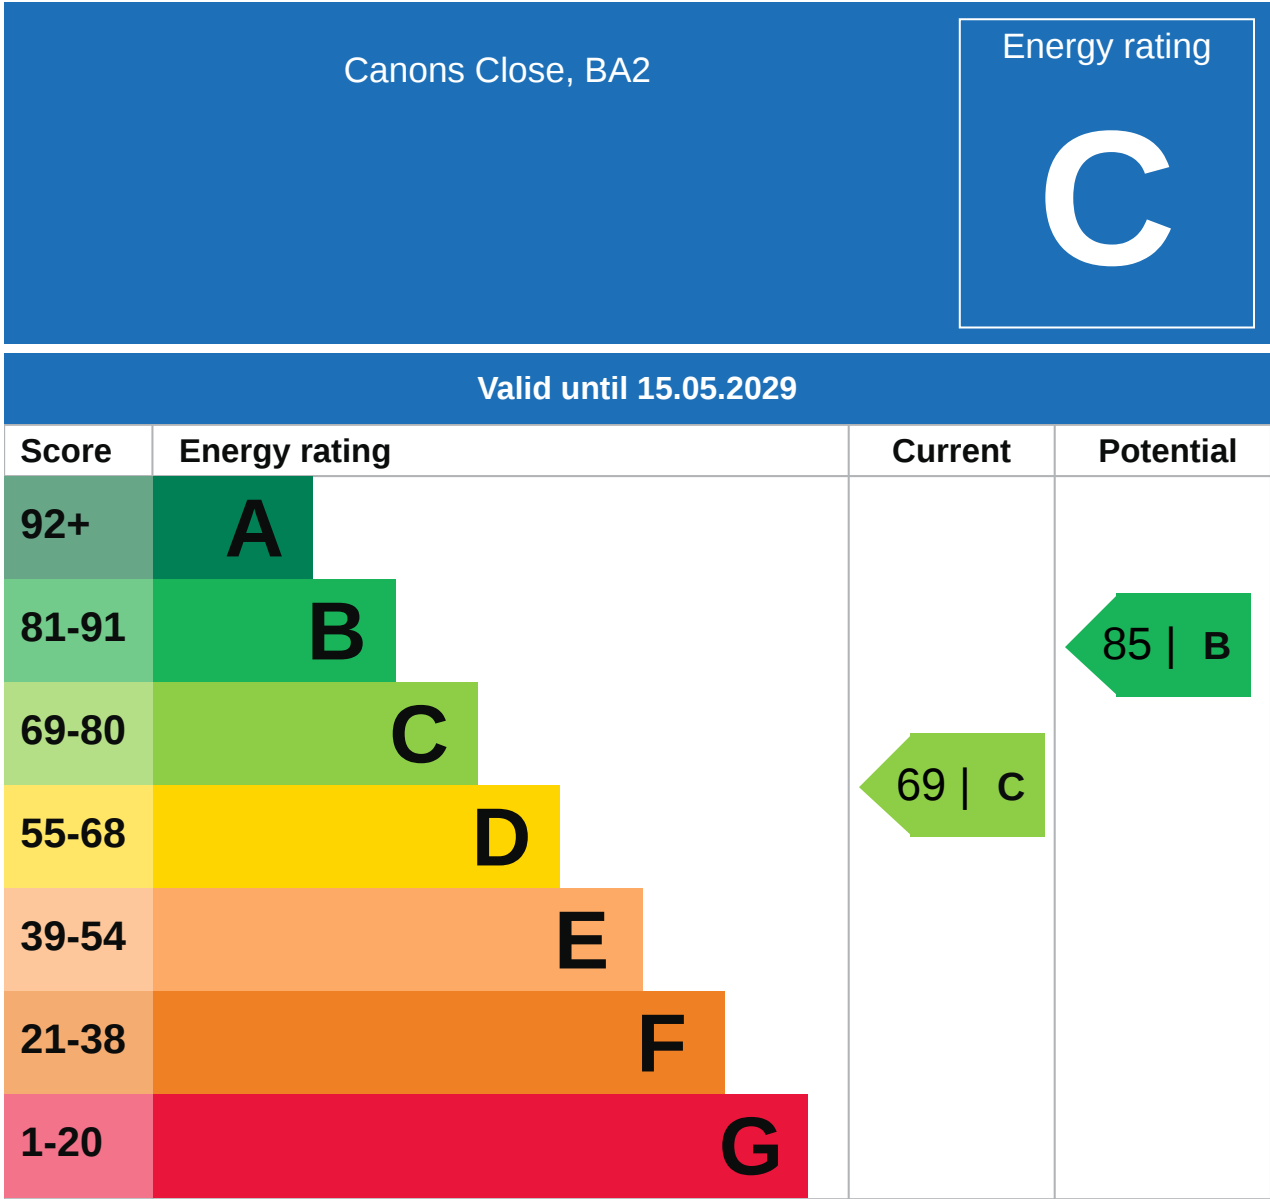 Canons Close, BA2
Energy rating
C
Valid until 15.05.2029
Score Energy rating Current Potential
92+ A
81-91 B
85 | B
69-80 C
69 | C
55-68 D
39-54 E
21-38 F
1-20 G